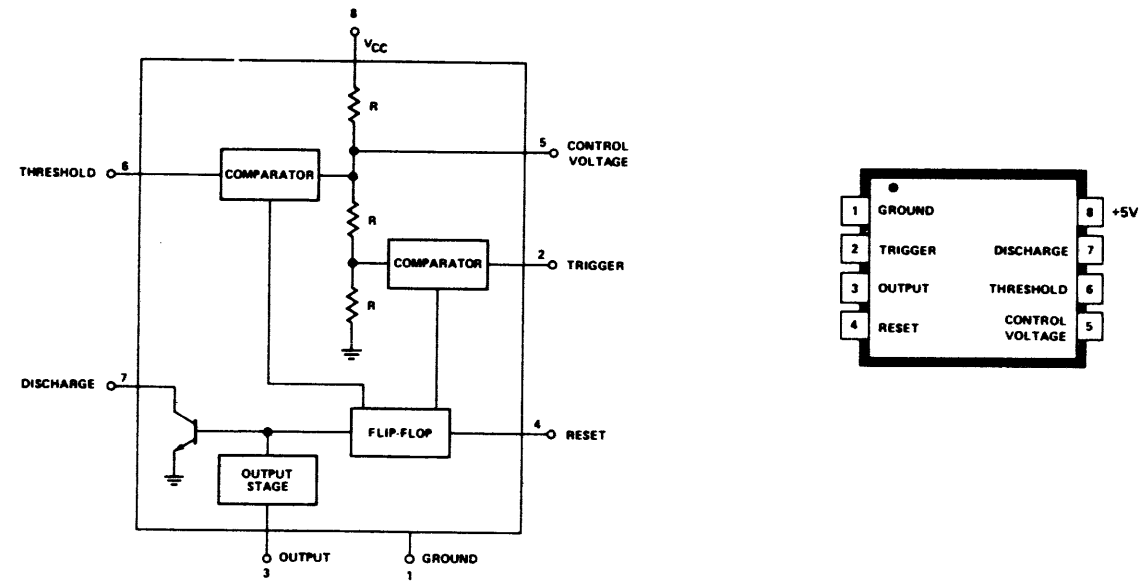 8
VCC
R
5 CONTROL
VOLTAGE
THRESHOLD 6
COMPARATOR
R
COMPARATOR
2 TRIGGER
R
DISCHARGE 7
FLIP-FLOP
4 RESET
OUTPUT
STAGE
OUTPUT
3
GROUND
1
1 GROUND
8 +5V
2 TRIGGER
DISCHARGE 7
3 OUTPUT
THRESHOLD 6
4 RESET
CONTROL
VOLTAGE 5